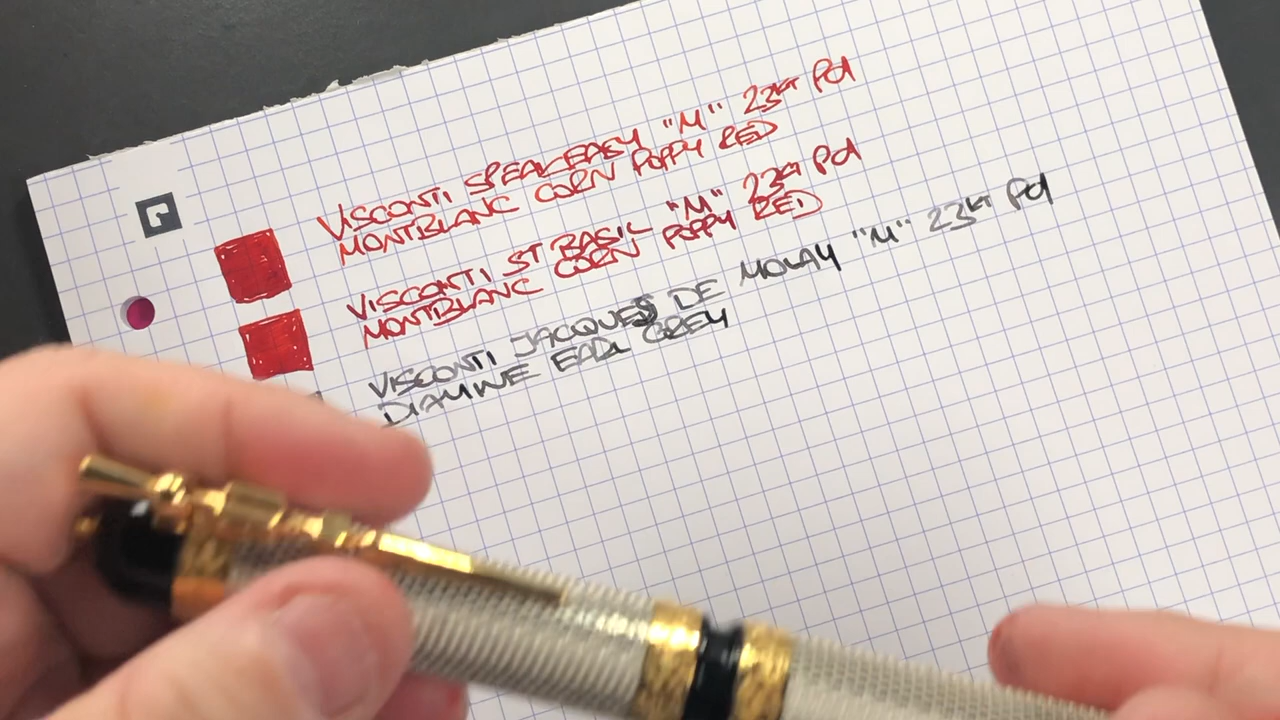 VISCONTI SPEAKEASY "M" 23KT Pd
MONTBLANC CORN POPPY RED
VISCONTI ST BASIL "M" 23KT Pd
MONTBLANC CORN POPPY RED
VISCONTI JACQUES DE MOLAY "M" 23KT Pd
DIAMINE EARL GREY